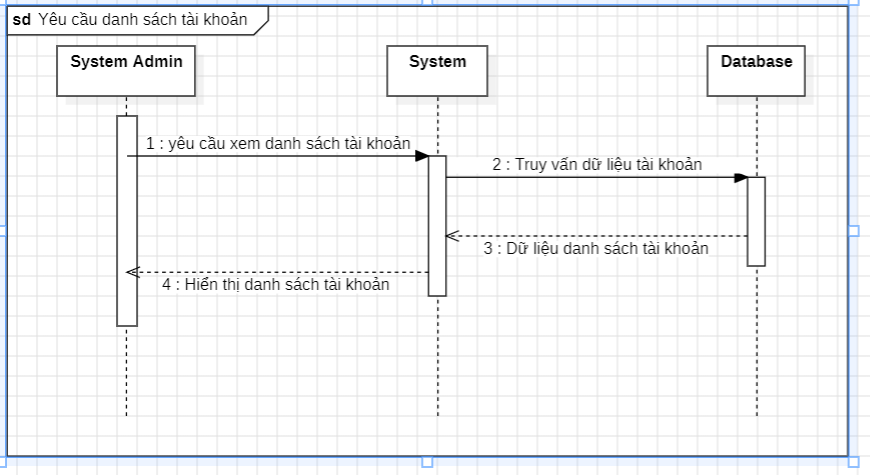 sd Yêu cầu danh sách tài khoản
System Admin
System
Database
1 : yêu cầu xem danh sách tài khoản
2 : Truy vấn dữ liệu tài khoản
3 : Dữ liệu danh sách tài khoản
4 : Hiển thị danh sách tài khoản